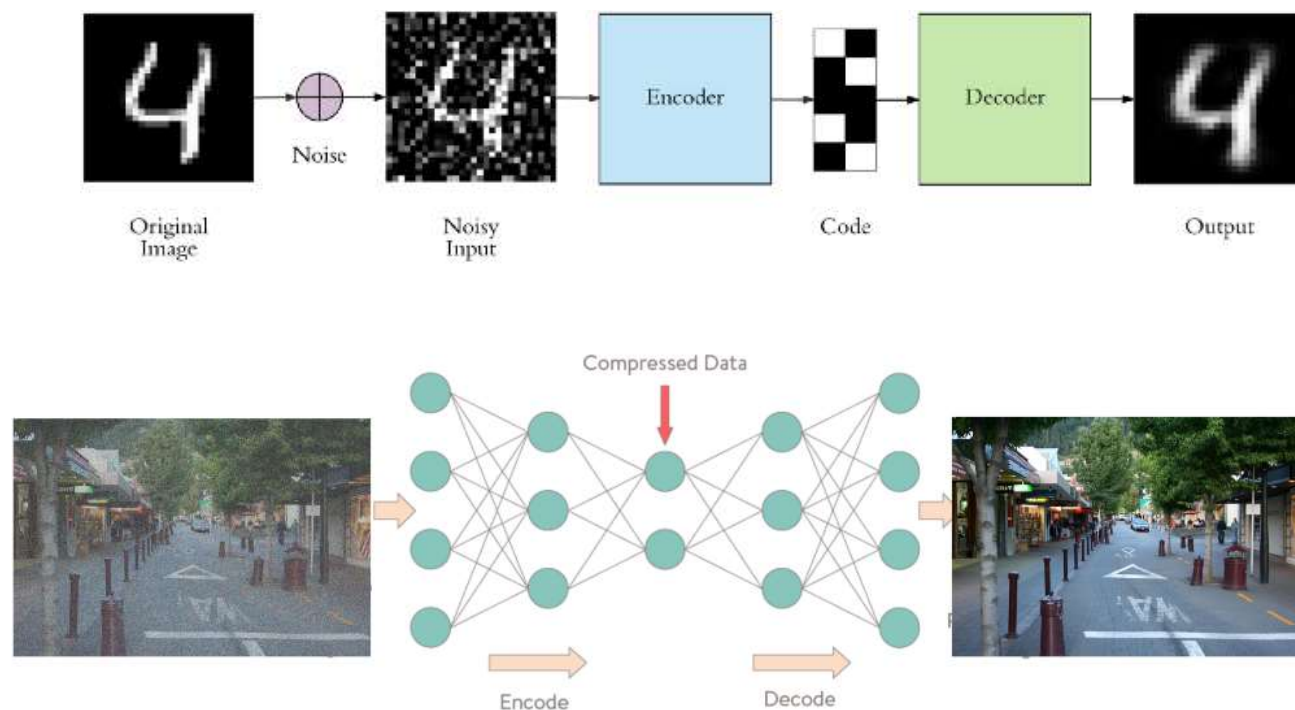 Encoder
Decoder
Noise
Original
Image
Noisy
Input
Code
Output
Compressed Data
Encode
Decode